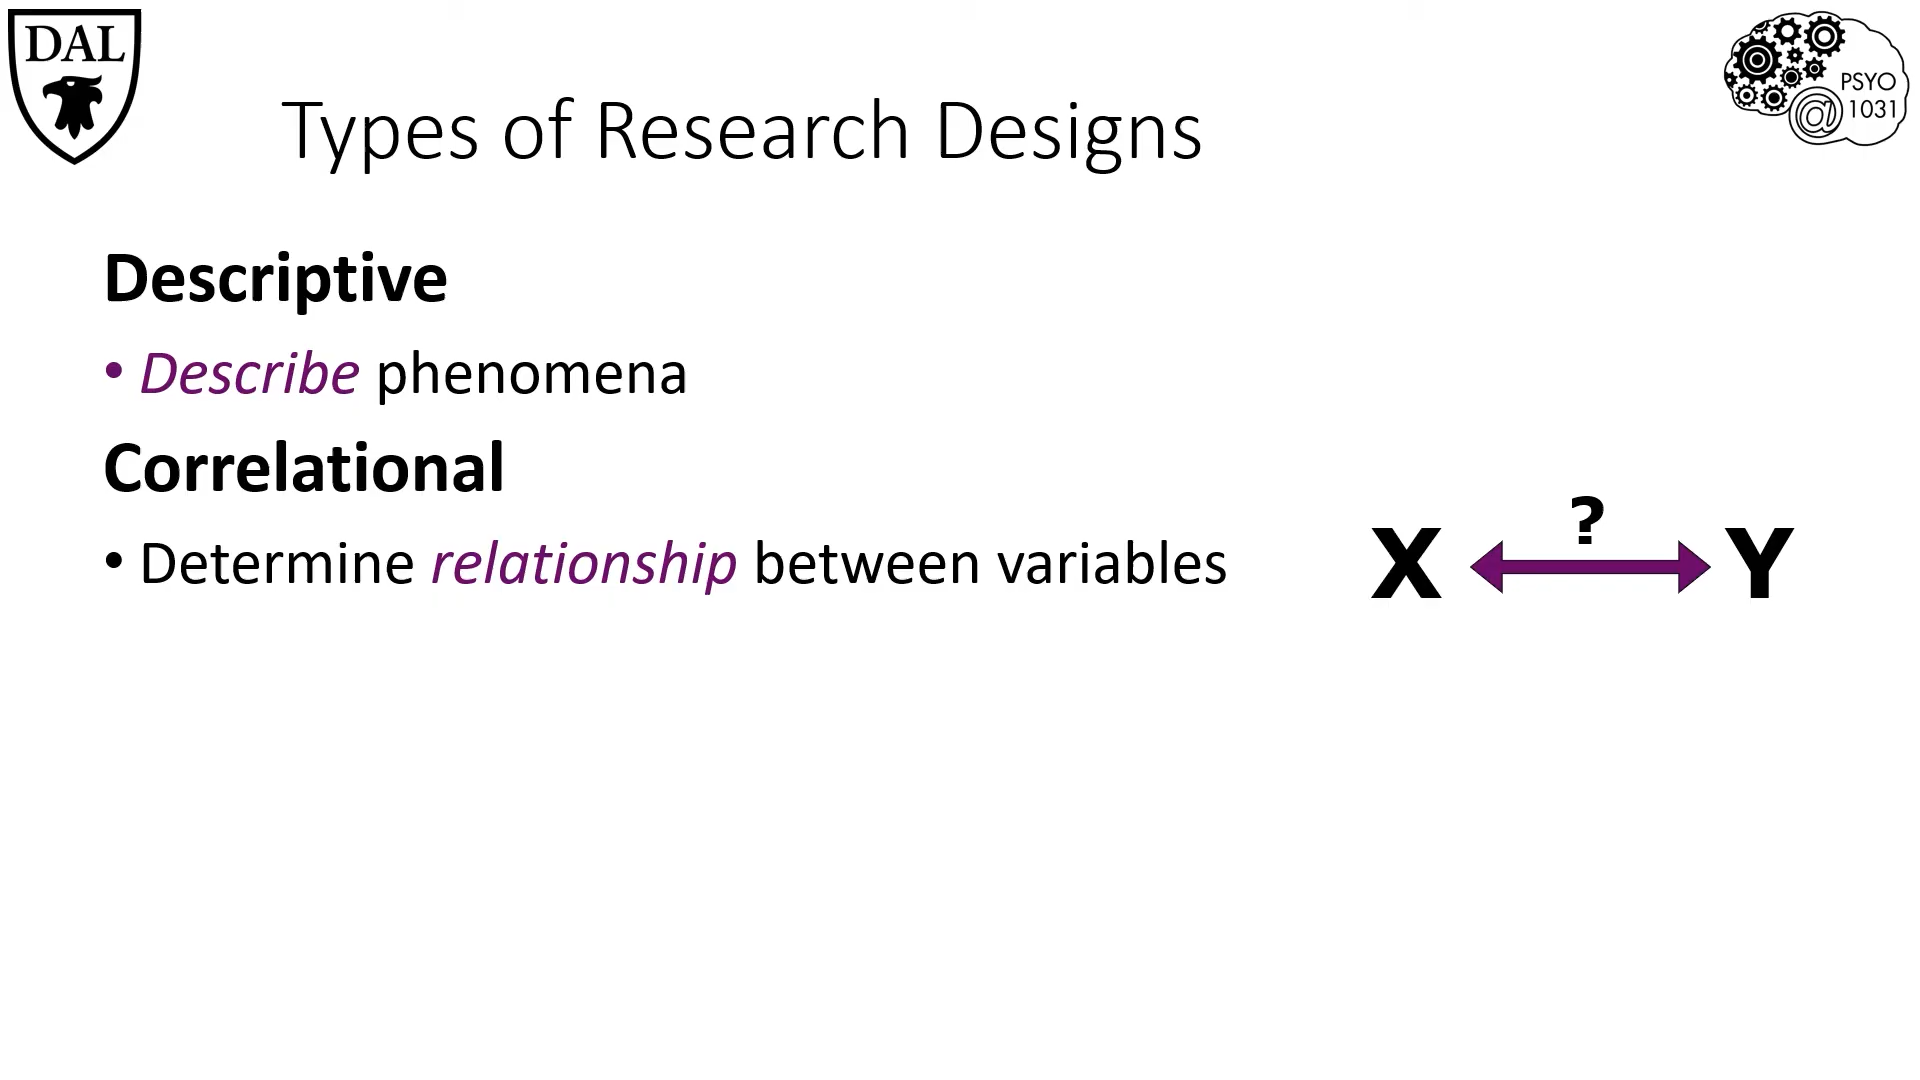 DAL
PSYO
@ 1031
Types of Research Designs
Descriptive
• Describe phenomena
Correlational
• Determine relationship between variables
?
X Y